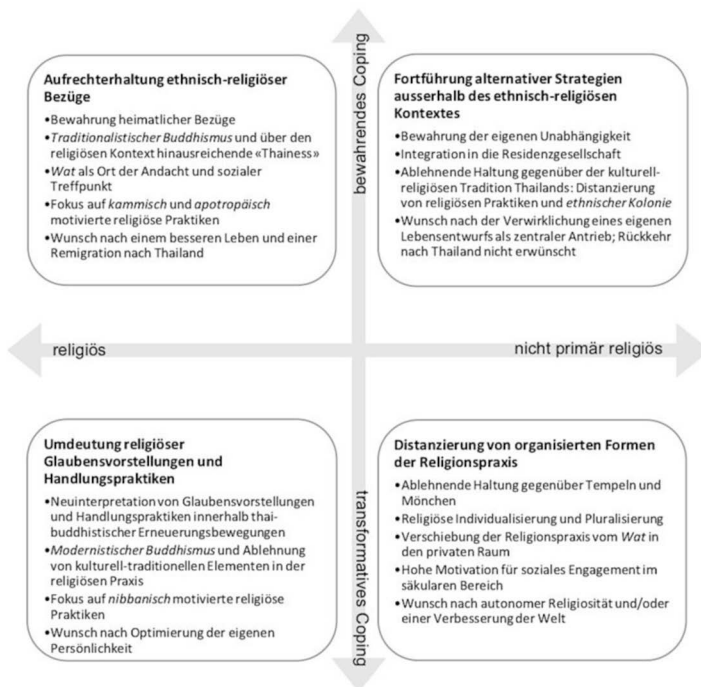 bewahrendes Coping
Aufrechterhaltung ethnisch-religiöser
Bezüge
•Bewahrung heimatlicher Bezüge
•Traditionalistischer Buddhismus und über den
religiösen Kontext hinausreichende «Thainess»
•Wat als Ort der Andacht und sozialer
Treffpunkt
•Fokus auf kammisch und apotropäisch
motivierte religiöse Praktiken
•Wunsch nach einem besseren Leben und einer
Remigration nach Thailand
Fortführung alternativer Strategien
ausserhalb des ethnisch-religiösen
Kontextes
•Bewahrung der eigenen Unabhängigkeit
•Integration in die Residenzgesellschaft
•Ablehnende Haltung gegenüber der kulturell-
religiösen Tradition Thailands: Distanzierung
von religiösen Praktiken und ethnischer Kolonie
•Wunsch nach der Verwirklichung eines eigenen
Lebensentwurfs als zentraler Antrieb; Rückkehr
nach Thailand nicht erwünscht
religiös
nicht primär religiös
Umdeutung religiöser
Glaubensvorstellungen und
Handlungspraktiken
•Neuinterpretation von Glaubensvorstellungen
und Handlungspraktiken innerhalb thai-
buddhistischer Erneuerungsbewegungen
•Modernistischer Buddhismus und Ablehnung
von kulturell-traditionellen Elementen in der
religiösen Praxis
•Fokus auf nibbanisch motivierte religiöse
Praktiken
•Wunsch nach Optimierung der eigenen
Persönlichkeit
Distanzierung von organisierten Formen
der Religionspraxis
•Ablehnende Haltung gegenüber Tempeln und
Mönchen
•Religiöse Individualisierung und Pluralisierung
•Verschiebung der Religionspraxis vom Wat in
den privaten Raum
•Hohe Motivation für soziales Engagement im
säkularen Bereich
•Wunsch nach autonomer Religiosität und/oder
einer Verbesserung der Welt
transformatives Coping